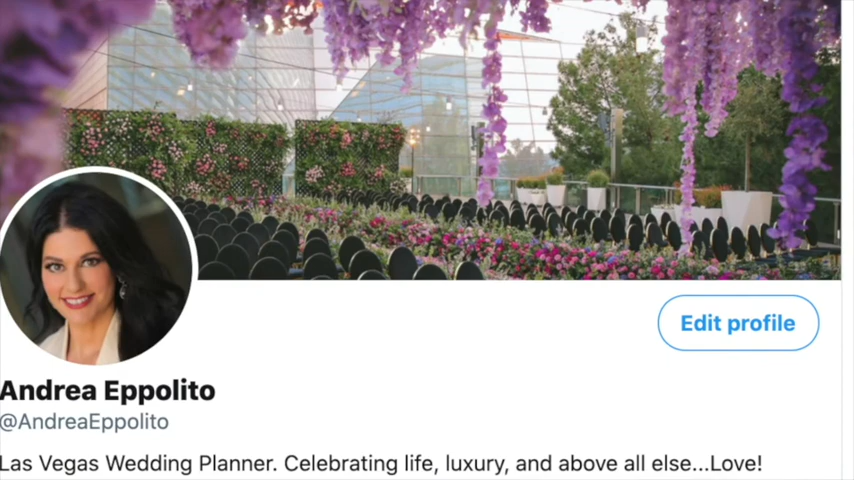 Edit profile
Andrea Eppolito
@AndreaEppolito
Las Vegas Wedding Planner. Celebrating life, luxury, and above all else...Love!